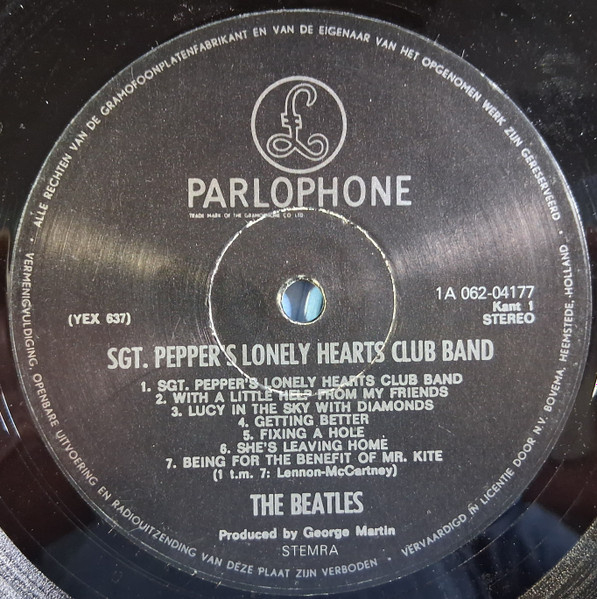 · ALLE RECHTEN VAN DE GRAMOFOONPLATENFABRIKANT EN VAN DE EIGENAAR VAN HET OPGENOMEN WERK ZIJN GERESERVEERD ·
£
PARLOPHONE
TRADE MARK OF THE GRAMOPHONE CO LTD
1A 062-04177
Kant 1
(YEX 637)
STEREO
SGT. PEPPER'S LONELY HEARTS CLUB BAND
1. SGT. PEPPER'S LONELY HEARTS CLUB BAND
2. WITH A LITTLE HELP FROM MY FRIENDS
3. LUCY IN THE SKY WITH DIAMONDS
4. GETTING BETTER
5. FIXING A HOLE
6. SHE'S LEAVING HOME
7. BEING FOR THE BENEFIT OF MR. KITE
(1 t.m. 7: Lennon-McCartney)
THE BEATLES
Produced by George Martin
STEMRA
VERMENIGVULDIGING, OPENBARE UITVOERING EN RADIOUITZENDING VAN DEZE PLAAT ZIJN VERBODEN ·
VERVAARDIGD IN LICENTIE DOOR N.V. BOVEMA, HEEMSTEDE, HOLLAND